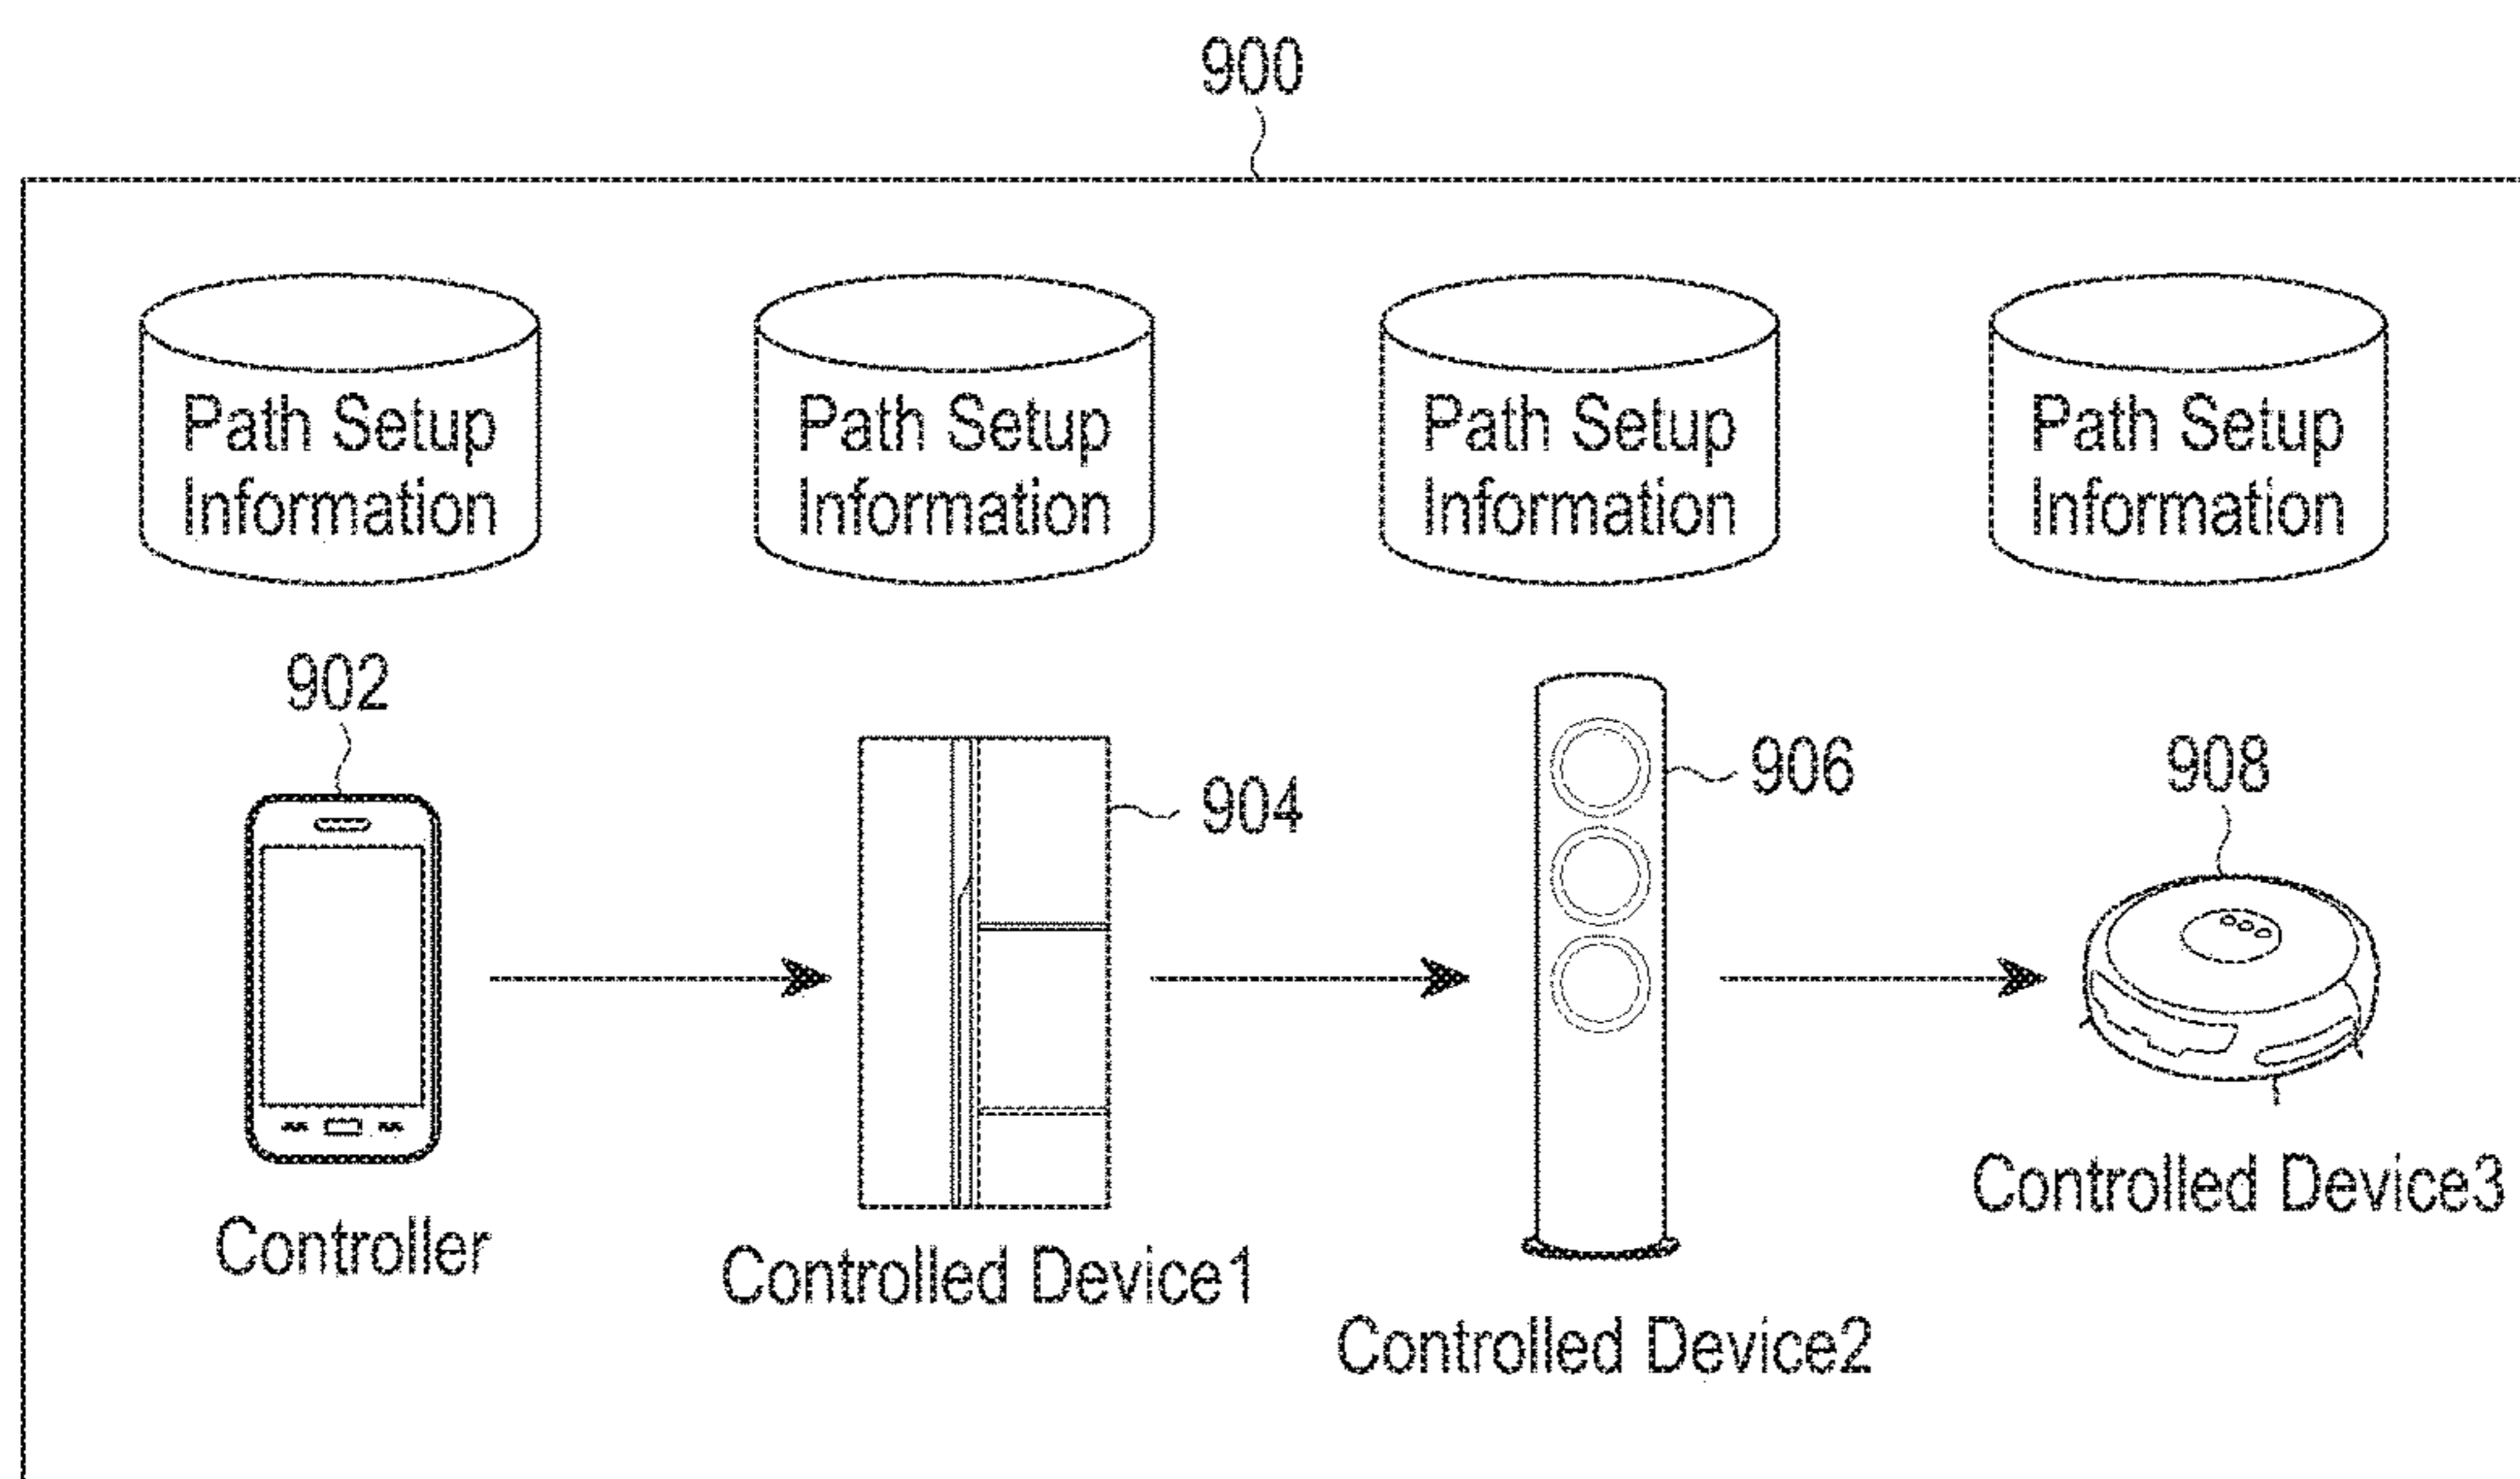 900
Path Setup
Information
Path Setup
Information
Path Setup
Information
Path Setup
Information
902
904
906
908
Controller
Controlled Device1
Controlled Device2
Controlled Device3